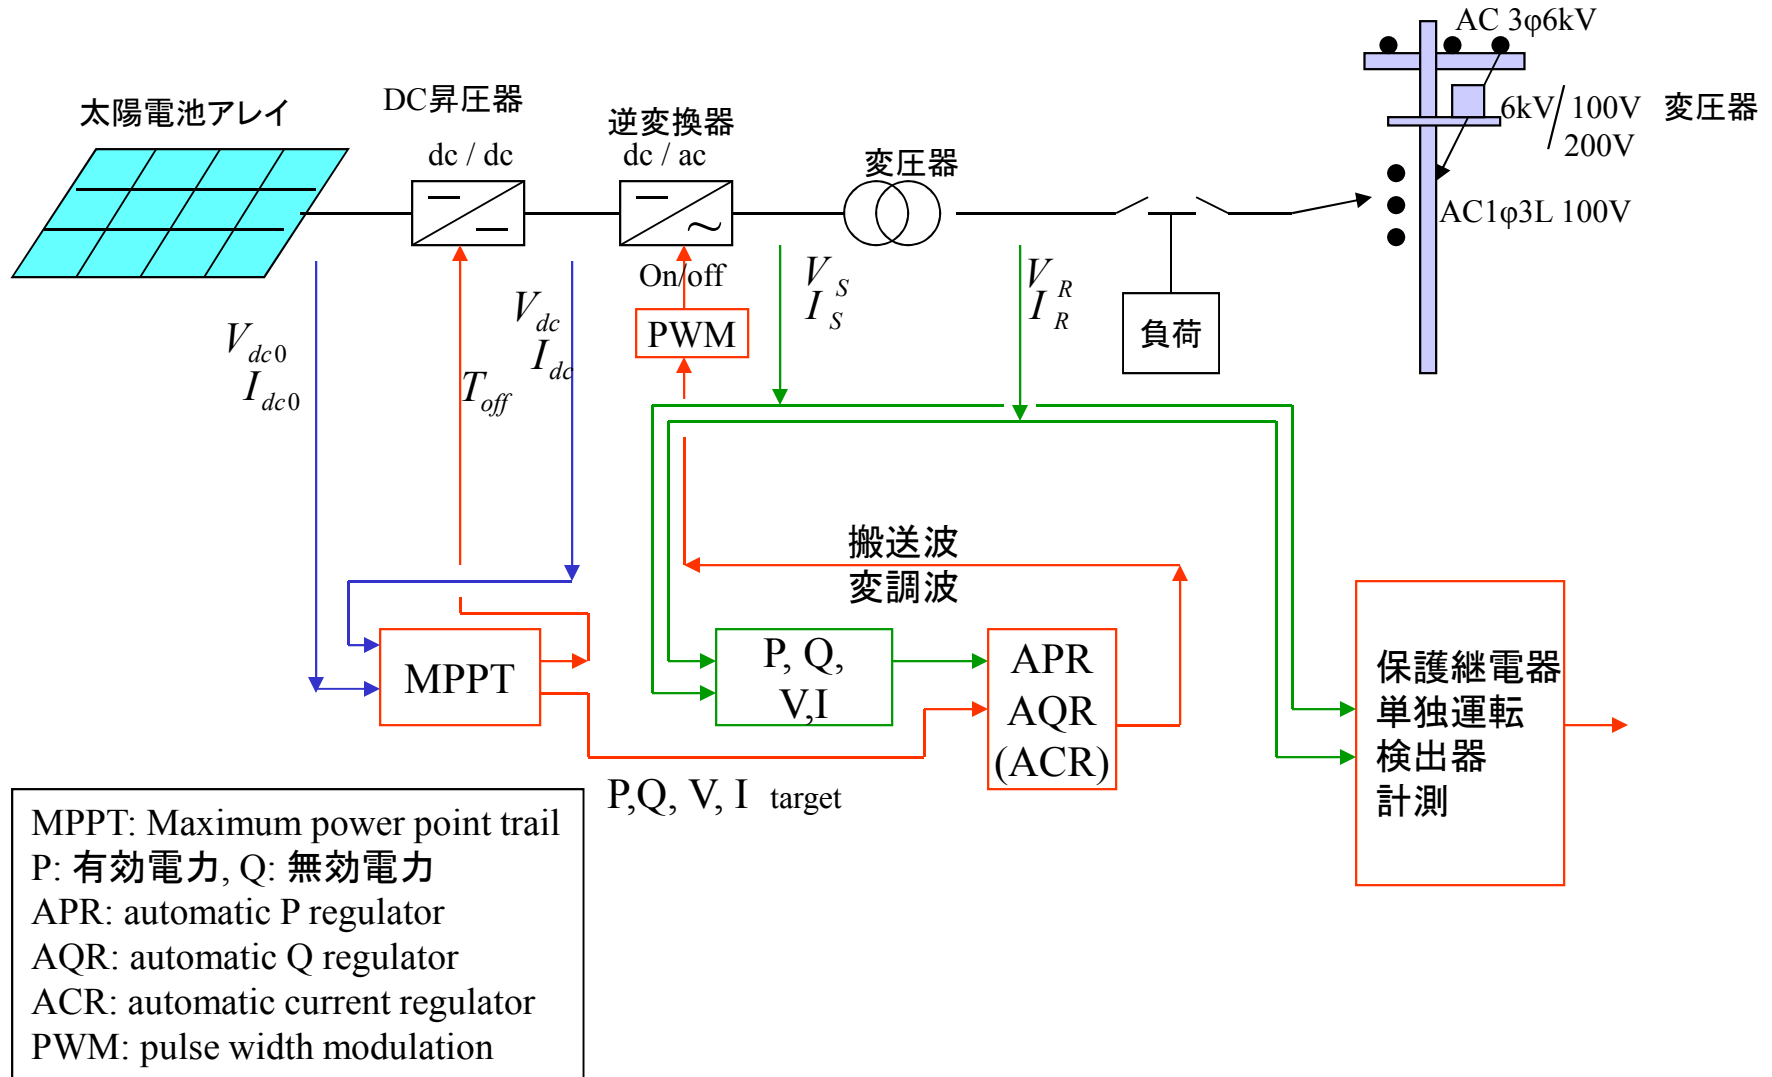 AC 3φ6kV
DC昇圧器
太陽電池アレイ
逆変換器
6kV/100V 変圧器
200V
dc / dc
dc / ac
変圧器
AC1φ3L 100V
On/off
V_S
I_S
V_R
I_R
V_dc
I_dc
PWM
負荷
V_dc0
I_dc0
T_off
搬送波
変調波
MPPT
P, Q,
V,I
APR
AQR
(ACR)
保護継電器
単独運転
検出器
計測
P,Q, V, I target
MPPT: Maximum power point trail
P: 有効電力, Q: 無効電力
APR: automatic P regulator
AQR: automatic Q regulator
ACR: automatic current regulator
PWM: pulse width modulation